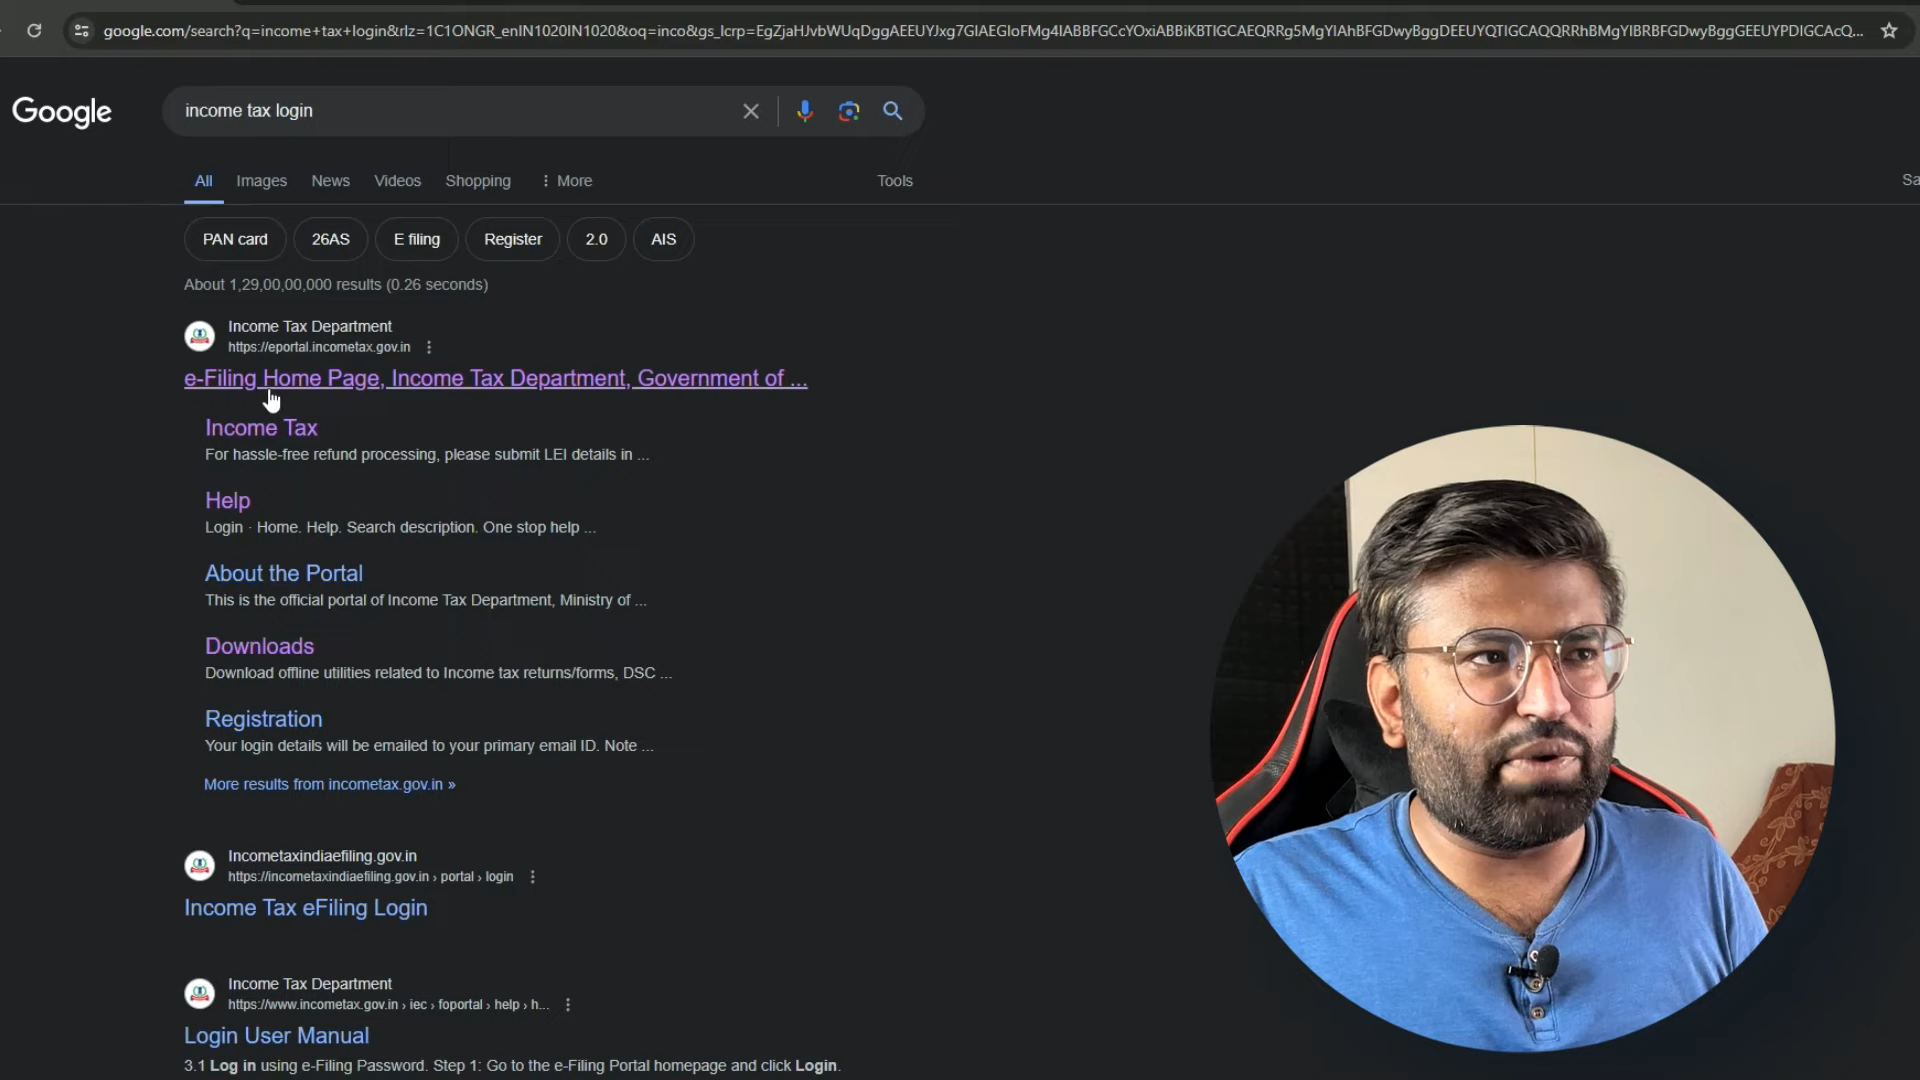 google.com/search?q=income+tax+login&rlz=1C1ONGR_enIN1020IN1020&oq=inco&gs_lcrp=EgZjaHJvbWUqDggAEEUYJxg7GIAEGIoFMg4IABBFGCcYOxiABBiKBTIGCAEQRRg5MgYIAhBFGDwyBggDEEUYQTIGCAQQRRhBMgYIBRBFGDwyBggGEEUYPDIGCAcQ...
Google
income tax login
All Images News Videos Shopping More Tools Sa
PAN card 26AS E filing Register 2.0 AIS
About 1,29,00,00,000 results (0.26 seconds)
Income Tax Department
https://eportal.incometax.gov.in
e-Filing Home Page, Income Tax Department, Government of ...
Income Tax
For hassle-free refund processing, please submit LEI details in ...
Help
Login · Home. Help. Search description. One stop help ...
About the Portal
This is the official portal of Income Tax Department, Ministry of ...
Downloads
Download offline utilities related to Income tax returns/forms, DSC ...
Registration
Your login details will be emailed to your primary email ID. Note ...
More results from incometax.gov.in »
Incometaxindiaefiling.gov.in
https://incometaxindiaefiling.gov.in › portal › login
Income Tax eFiling Login
Income Tax Department
https://www.incometax.gov.in › iec › foportal › help › h...
Login User Manual
3.1 Log in using e-Filing Password. Step 1: Go to the e-Filing Portal homepage and click Login.